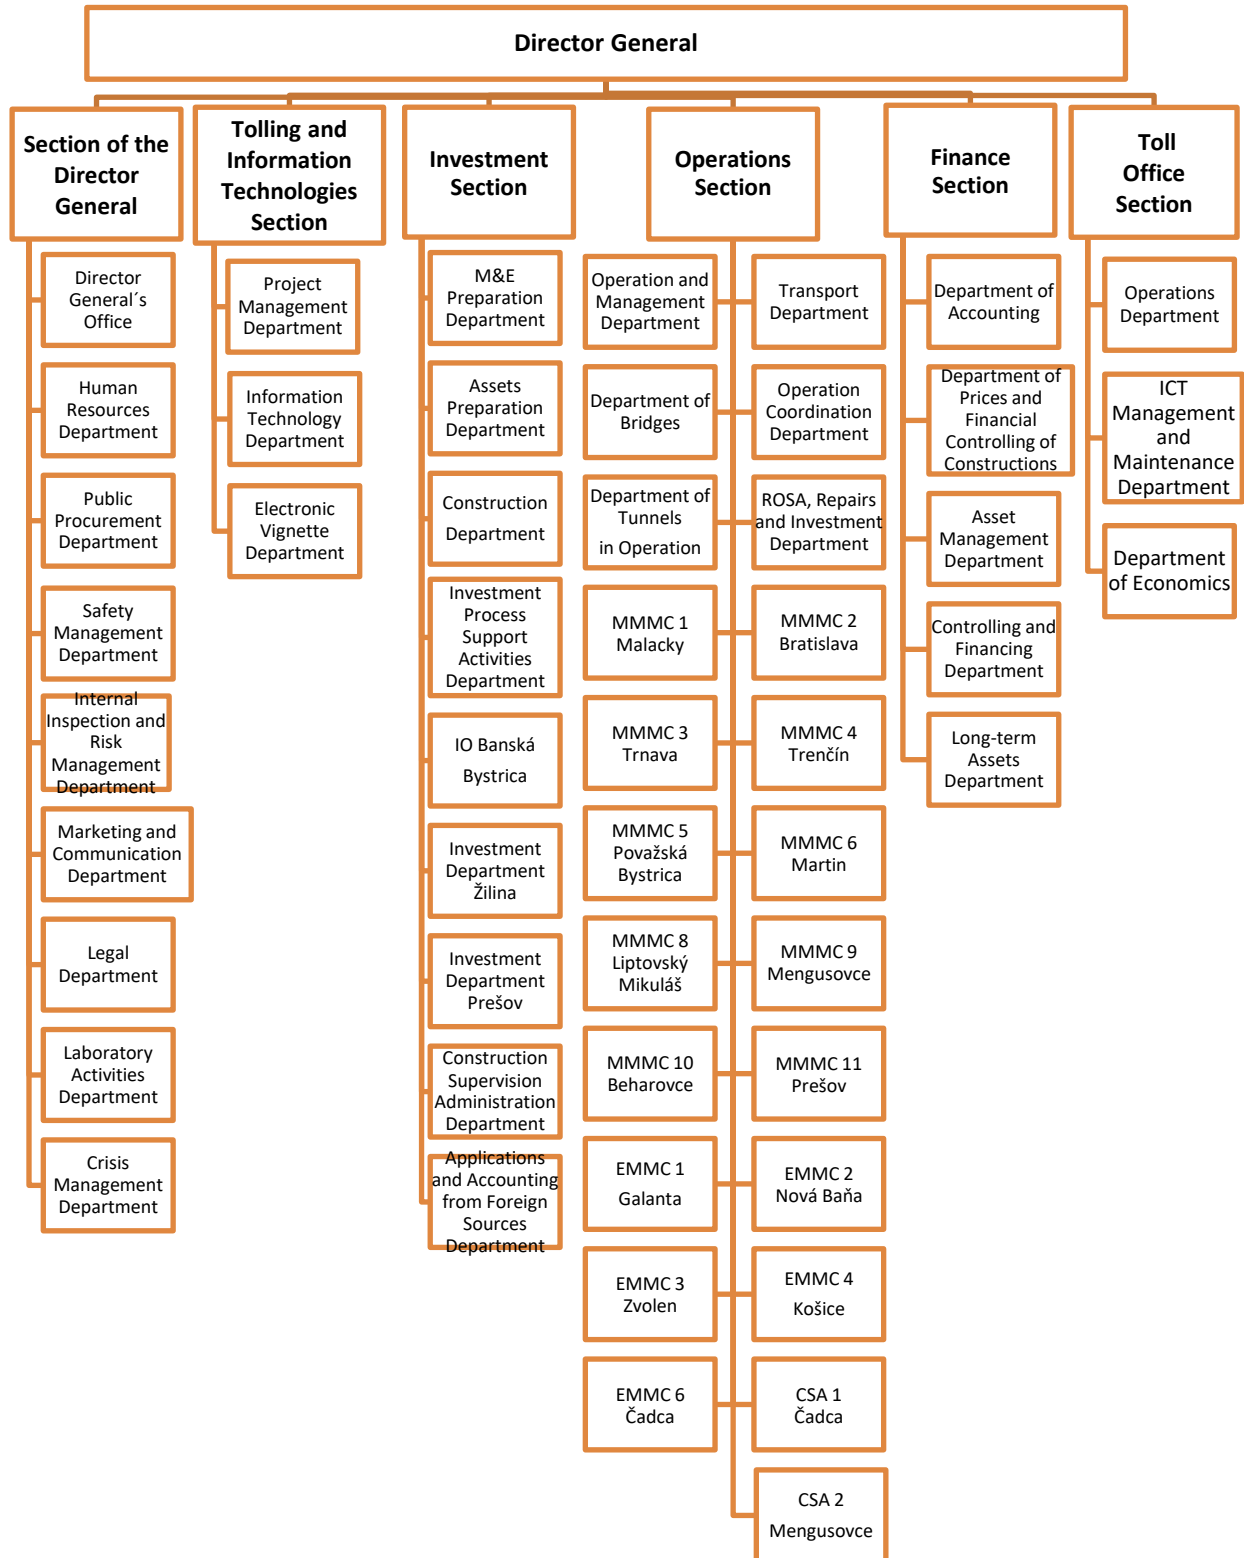 Director General
Section of the
Director
General
Director
General´s
Office
Human
Resources
Department
Public
Procurement
Department
Safety
Management
Department
Internal
Inspection and
Risk
Management
Department
Marketing and
Communication
Department
Legal
Department
Laboratory
Activities
Department
Crisis
Management
Department
Tolling and
Information
Technologies
Section
Project
Management
Department
Information
Technology
Department
Electronic
Vignette
Department
Investment
Section
M&E
Preparation
Department
Assets
Preparation
Department
Construction
Department
Investment
Process
Support
Activities
Department
IO Banská
Bystrica
Investment
Department
Žilina
Investment
Department
Prešov
Construction
Supervision
Administration
Department
Applications
and Accounting
from Foreign
Sources
Department
Operations
Section
Operation and
Management
Department
Transport
Department
Department of
Bridges
Operation
Coordination
Department
Department of
Tunnels
in Operation
ROSA, Repairs
and Investment
Department
MMMC 1
Malacky
MMMC 2
Bratislava
MMMC 3
Trnava
MMMC 4
Trenčín
MMMC 5
Považská
Bystrica
MMMC 6
Martin
MMMC 8
Liptovský
Mikuláš
MMMC 9
Mengusovce
MMMC 10
Beharovce
MMMC 11
Prešov
EMMC 1
Galanta
EMMC 2
Nová Baňa
EMMC 3
Zvolen
EMMC 4
Košice
EMMC 6
Čadca
CSA 1
Čadca
CSA 2
Mengusovce
Finance
Section
Department of
Accounting
Department of
Prices and
Financial
Controlling of
Constructions
Asset
Management
Department
Controlling and
Financing
Department
Long-term
Assets
Department
Toll
Office
Section
Operations
Department
ICT
Management
and
Maintenance
Department
Department
of Economics